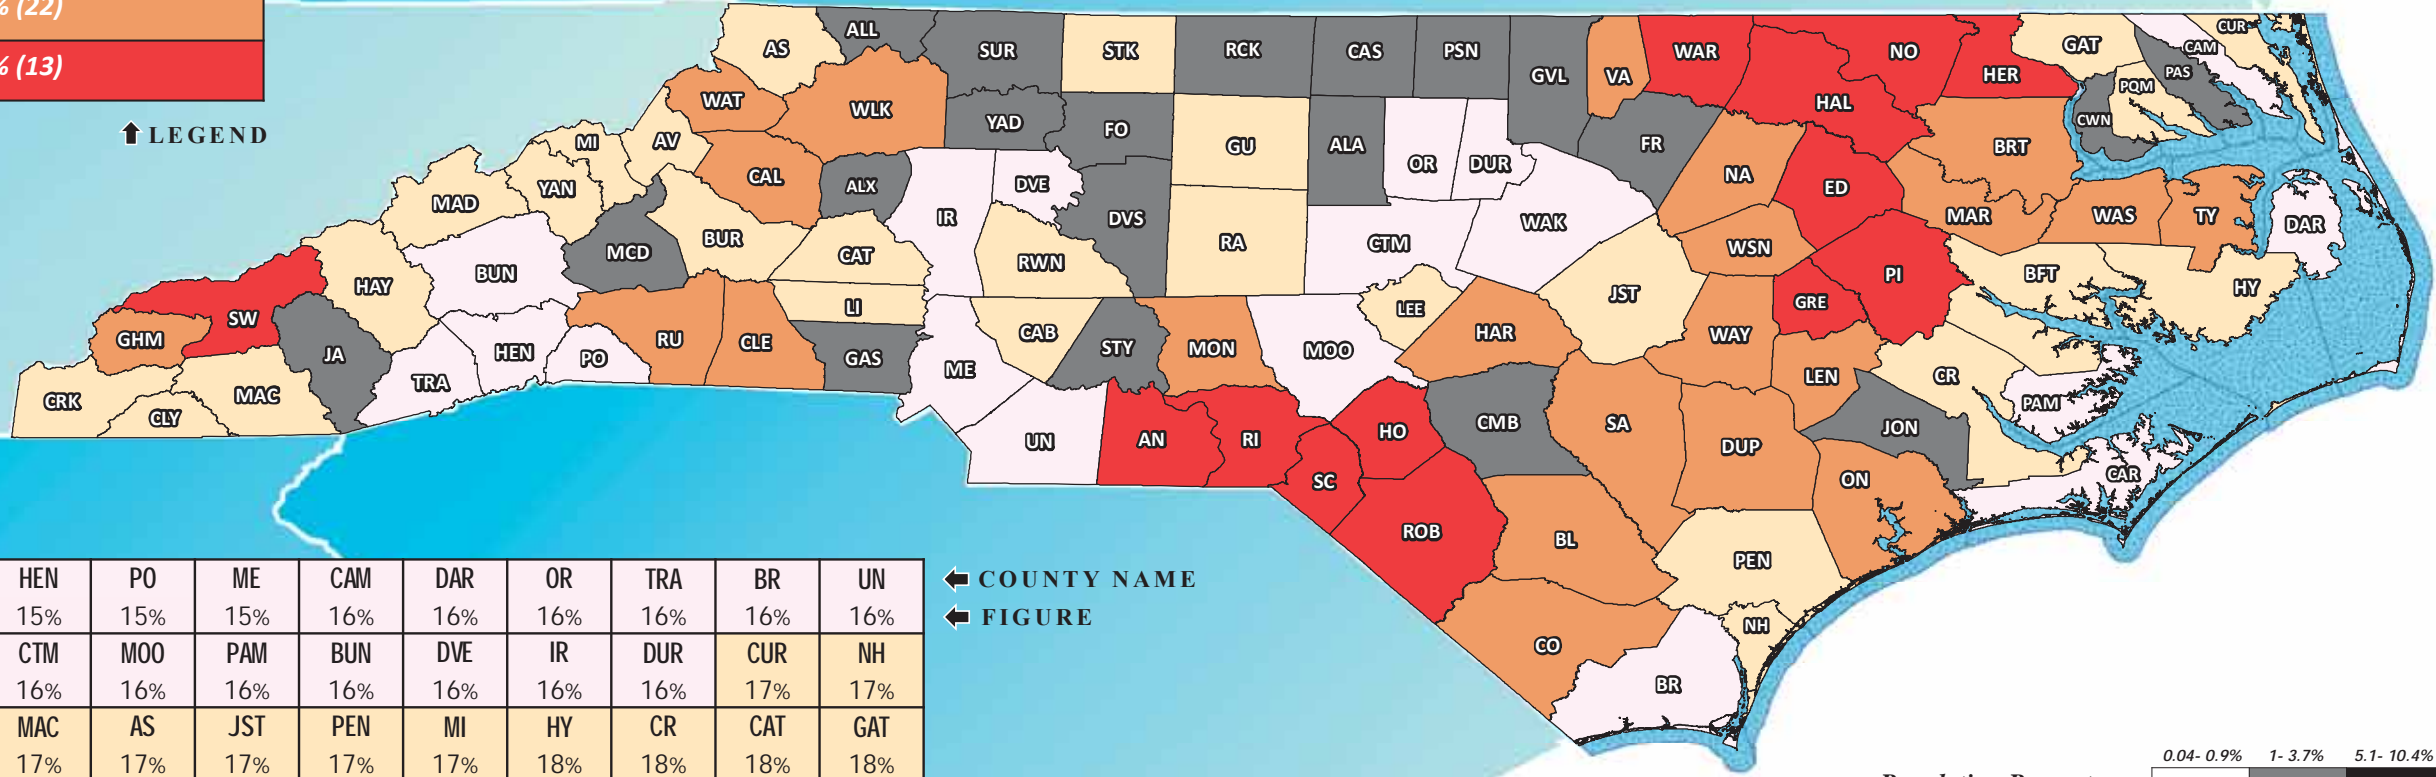 % (22)
% (13)
LEGEND
AS
ALL
SUR
STK
RCK
CAS
PSN
GVL
VA
WAR
NO
HER
GAT
CAM
CUR
PAS
PQM
CWN
WAT
WLK
YAD
FO
GU
ALA
OR
DUR
FR
HAL
BRT
MI
AV
CAL
ALX
IR
DVE
NA
ED
MAD
YAN
MCD
BUR
CAT
RWN
DVS
RA
CTM
WAK
WSN
MAR
WAS
TY
DAR
HAY
BUN
LI
LEE
JST
PI
BFT
HY
SW
GHM
JA
TRA
HEN
PO
RU
CLE
GAS
ME
CAB
STY
MON
MOO
HAR
WAY
GRE
LEN
CR
PAM
CRK
CLY
MAC
UN
AN
RI
SC
HO
CMB
SA
DUP
JON
ON
CAR
ROB
BL
PEN
CO
NH
BR
HEN PO ME CAM DAR OR TRA BR UN
15% 15% 15% 16% 16% 16% 16% 16% 16%
CTM MOO PAM BUN DVE IR DUR CUR NH
16% 16% 16% 16% 16% 16% 16% 17% 17%
MAC AS JST PEN MI HY CR CAT GAT
17% 17% 17% 17% 17% 18% 18% 18% 18%
COUNTY NAME
FIGURE
0.04- 0.9% 1- 3.7% 5.1- 10.4%